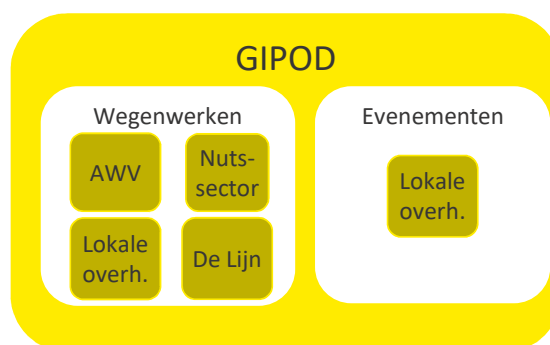 GIPOD
Wegenwerken
AWV
Nuts-
sector
Lokale
overh.
De Lijn
Evenementen
Lokale
overh.